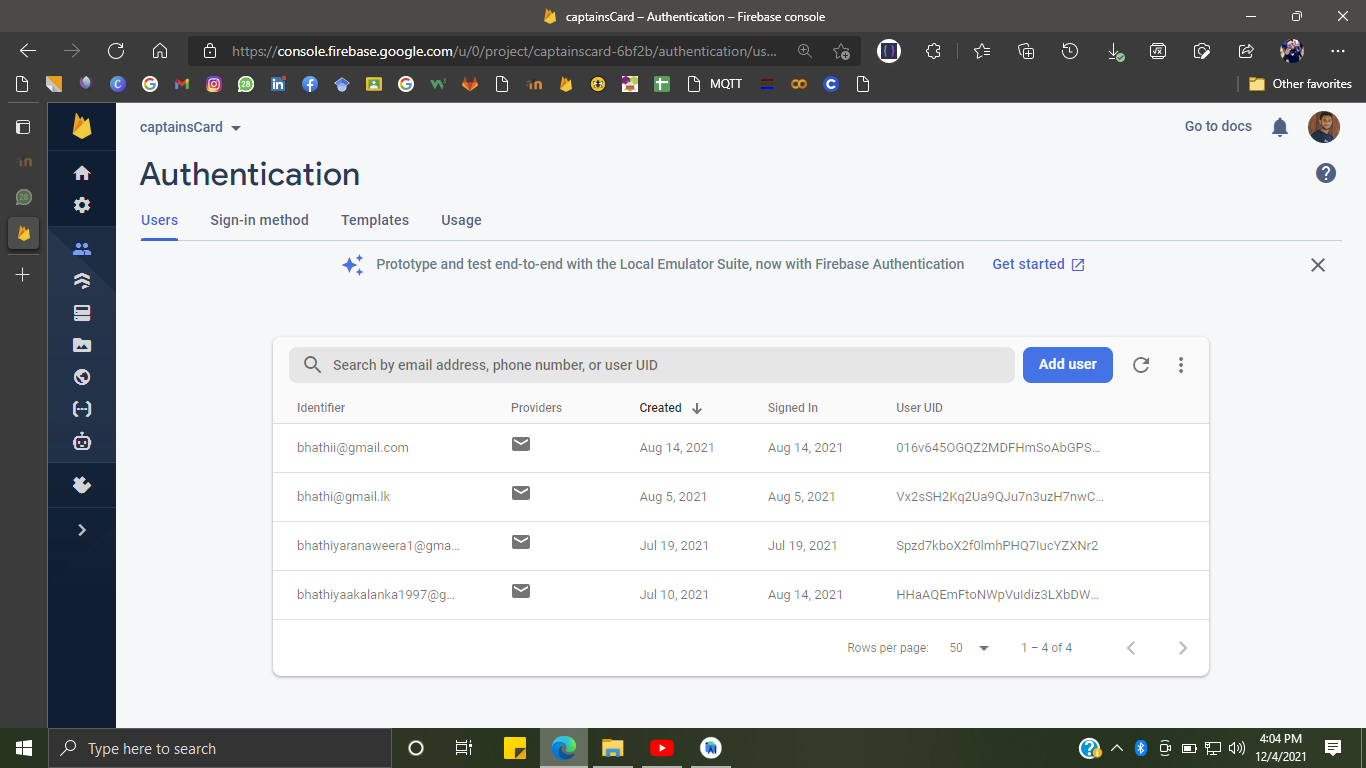 captainsCard – Authentication – Firebase console
https://console.firebase.google.com/u/0/project/captainscard-6bf2b/authentication/us...
MQTT
Other favorites
captainsCard
Go to docs
Authentication
Users Sign-in method Templates Usage
Prototype and test end-to-end with the Local Emulator Suite, now with Firebase Authentication Get started
Search by email address, phone number, or user UID Add user
Identifier Providers Created Signed In User UID
bhathii@gmail.com Aug 14, 2021 Aug 14, 2021 016v645OGQZ2MDFHmSoAbGPS...
bhathi@gmail.lk Aug 5, 2021 Aug 5, 2021 Vx2sSH2Kq2Ua9QJu7n3uzH7nwC...
bhathiyaranaweera1@gma... Jul 19, 2021 Jul 19, 2021 Spzd7kboX2f0lmhPHQ7lucYZXNr2
bhathiyaakalanka1997@g... Jul 10, 2021 Aug 14, 2021 HHaAQEmFtoNWpVuIdiz3LXbDW...
Rows per page: 50 1 – 4 of 4
Type here to search
4:04 PM
12/4/2021